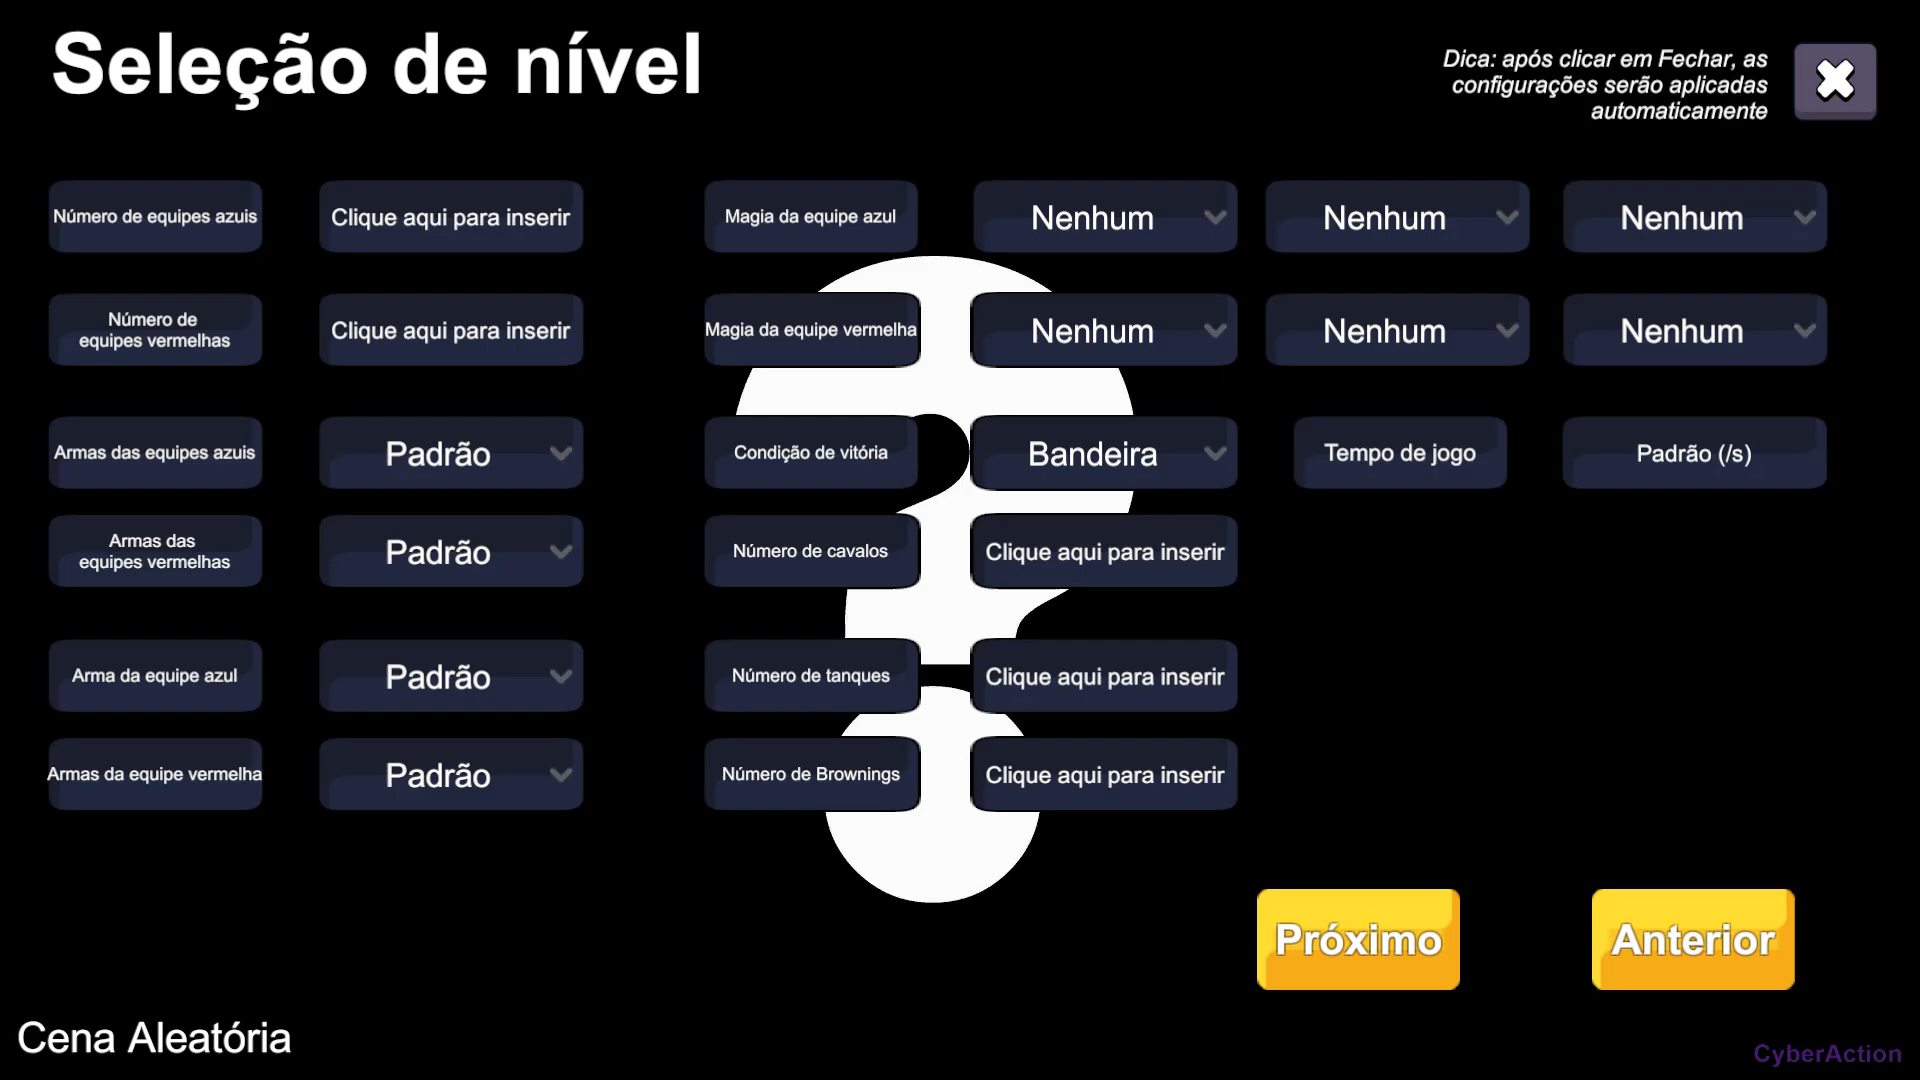 Seleção de nível
Dica: após clicar em Fechar, as
configurações serão aplicadas
automaticamente
Número de equipes azuis
Clique aqui para inserir
Magia da equipe azul
Nenhum
Nenhum
Nenhum
Número de
equipes vermelhas
Clique aqui para inserir
Magia da equipe vermelha
Nenhum
Nenhum
Nenhum
Armas das equipes azuis
Padrão
Condição de vitória
Bandeira
Tempo de jogo
Padrão (/s)
Armas das
equipes vermelhas
Padrão
Número de cavalos
Clique aqui para inserir
Arma da equipe azul
Padrão
Número de tanques
Clique aqui para inserir
Armas da equipe vermelha
Padrão
Número de Brownings
Clique aqui para inserir
Próximo
Anterior
Cena Aleatória
CyberAction